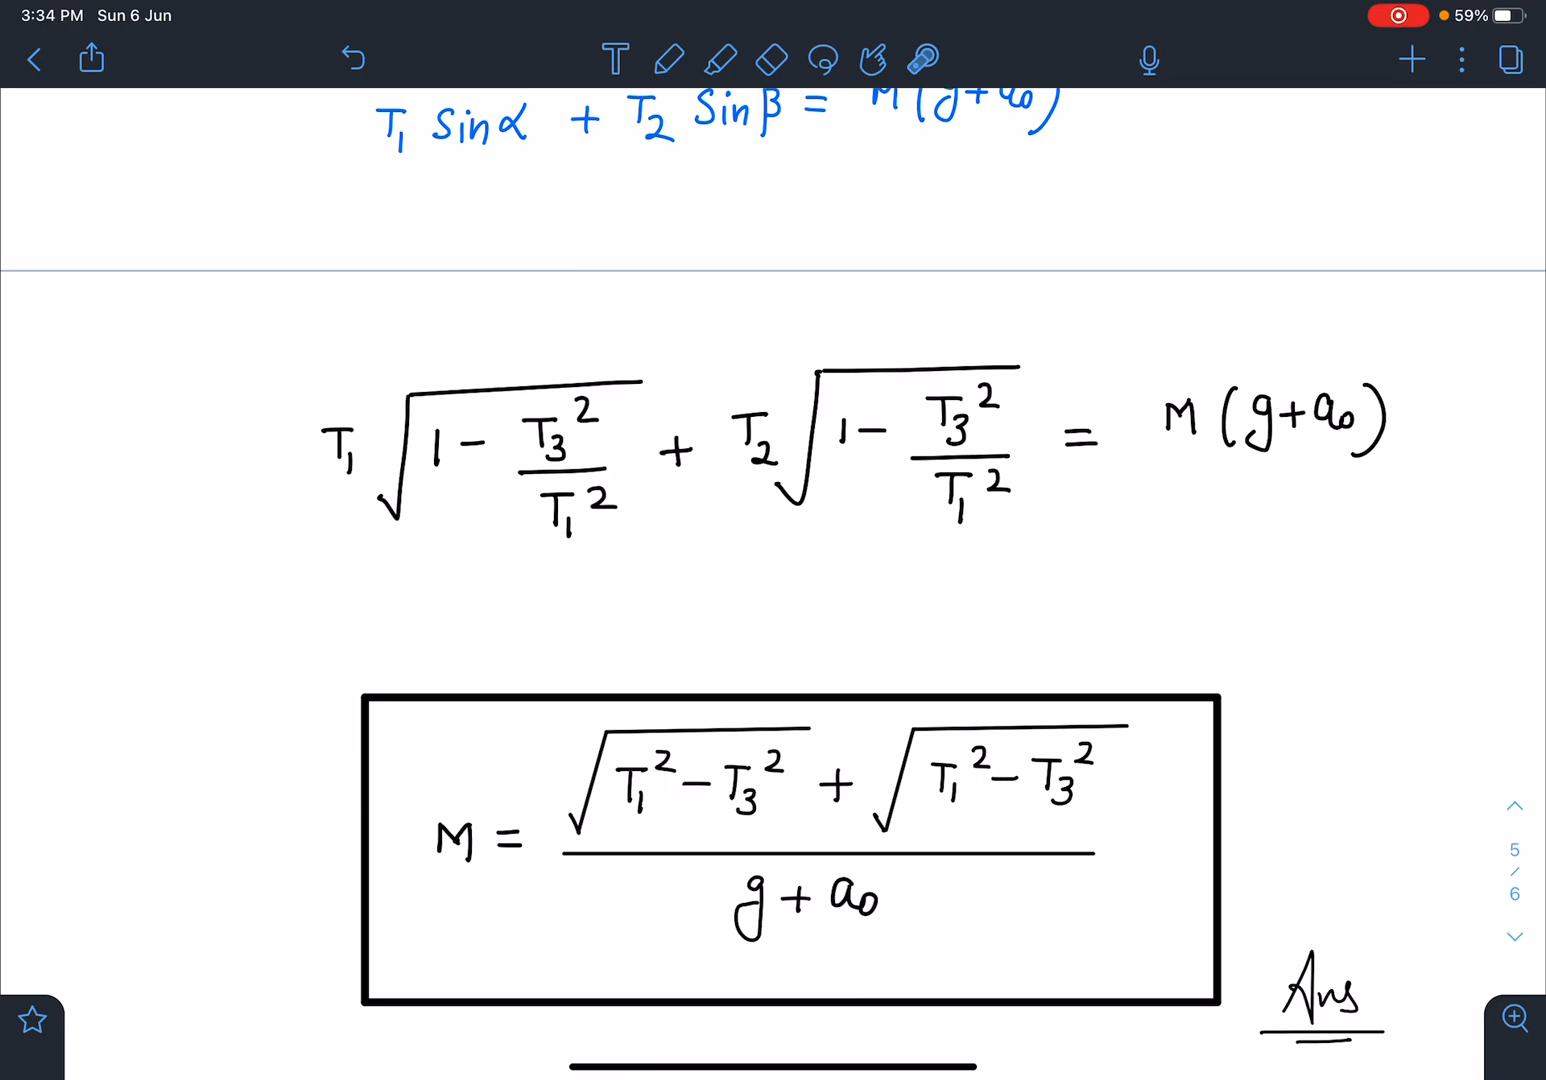 3:34 PM Sun 6 Jun 59%
T₁ Sinα + T₂ Sinβ = M(g+a₀)
T₁ √(1 - T₃²/T₁²) + T₂ √(1 - T₃²/T₁²) = M(g+a₀)
M = (√(T₁² - T₃²) + √(T₁² - T₃²)) / (g + a₀)
Ans
5
/
6